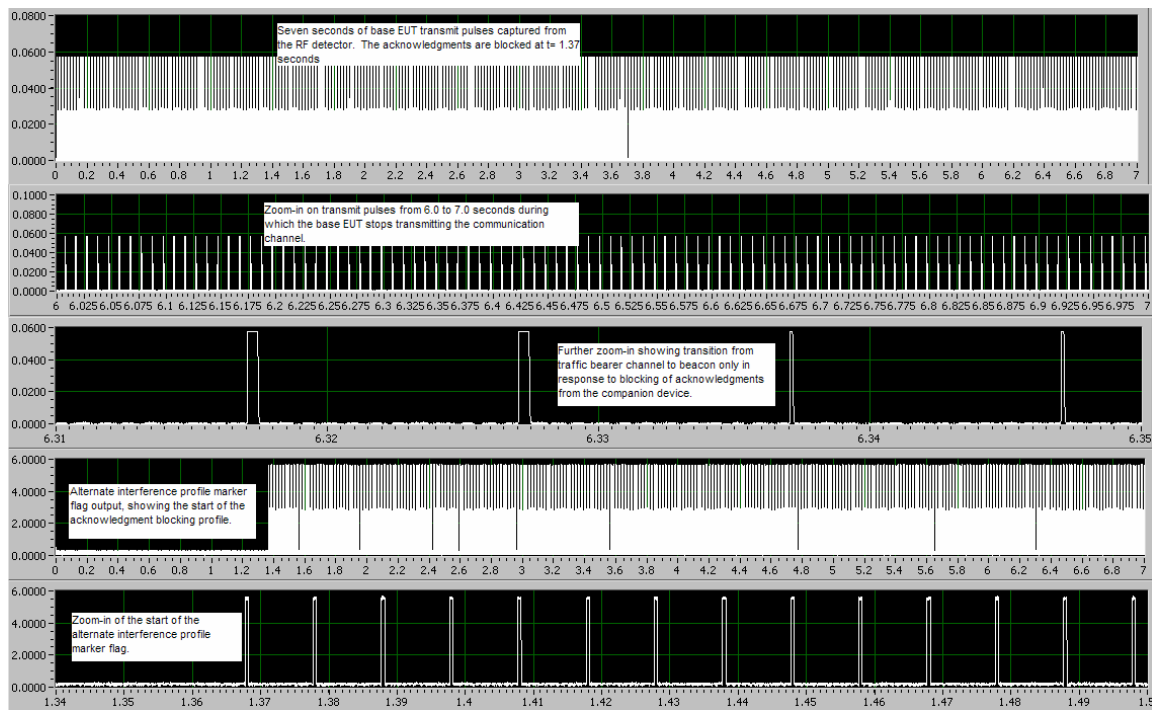 0.0800
Seven seconds of base EUT transmit pulses captured from
the RF detector. The acknowledgments are blocked at t= 1.37
seconds
0.0600
0.0400
0.0200
0.0000
0 0.2 0.4 0.6 0.8 1 1.2 1.4 1.6 1.8 2 2.2 2.4 2.6 2.8 3 3.2 3.4 3.6 3.8 4 4.2 4.4 4.6 4.8 5 5.2 5.4 5.6 5.8 6 6.2 6.4 6.6 6.8 7
0.1000
Zoom-in on transmit pulses from 6.0 to 7.0 seconds during
which the base EUT stops transmitting the communication
channel.
0.0800
0.0600
0.0400
0.0200
0.0000
6 6.025 6.05 6.075 6.1 6.125 6.15 6.175 6.2 6.225 6.25 6.275 6.3 6.325 6.35 6.375 6.4 6.425 6.45 6.475 6.5 6.525 6.55 6.575 6.6 6.625 6.65 6.675 6.7 6.725 6.75 6.775 6.8 6.825 6.85 6.875 6.9 6.925 6.95 6.975 7
0.0600
Further zoom-in showing transition from
traffic bearer channel to beacon only in
response to blocking of acknowledgments
from the companion device.
0.0400
0.0200
0.0000
6.31 6.32 6.33 6.34 6.35
6.0000
Alternate interference profile marker
flag output, showing the start of the
acknowledgment blocking profile.
4.0000
2.0000
0.0000
0 0.2 0.4 0.6 0.8 1 1.2 1.4 1.6 1.8 2 2.2 2.4 2.6 2.8 3 3.2 3.4 3.6 3.8 4 4.2 4.4 4.6 4.8 5 5.2 5.4 5.6 5.8 6 6.2 6.4 6.6 6.8 7
6.0000
Zoom-in of the start of the
alternate interference profile
marker flag.
4.0000
2.0000
0.0000
1.34 1.35 1.36 1.37 1.38 1.39 1.4 1.41 1.42 1.43 1.44 1.45 1.46 1.47 1.48 1.49 1.5